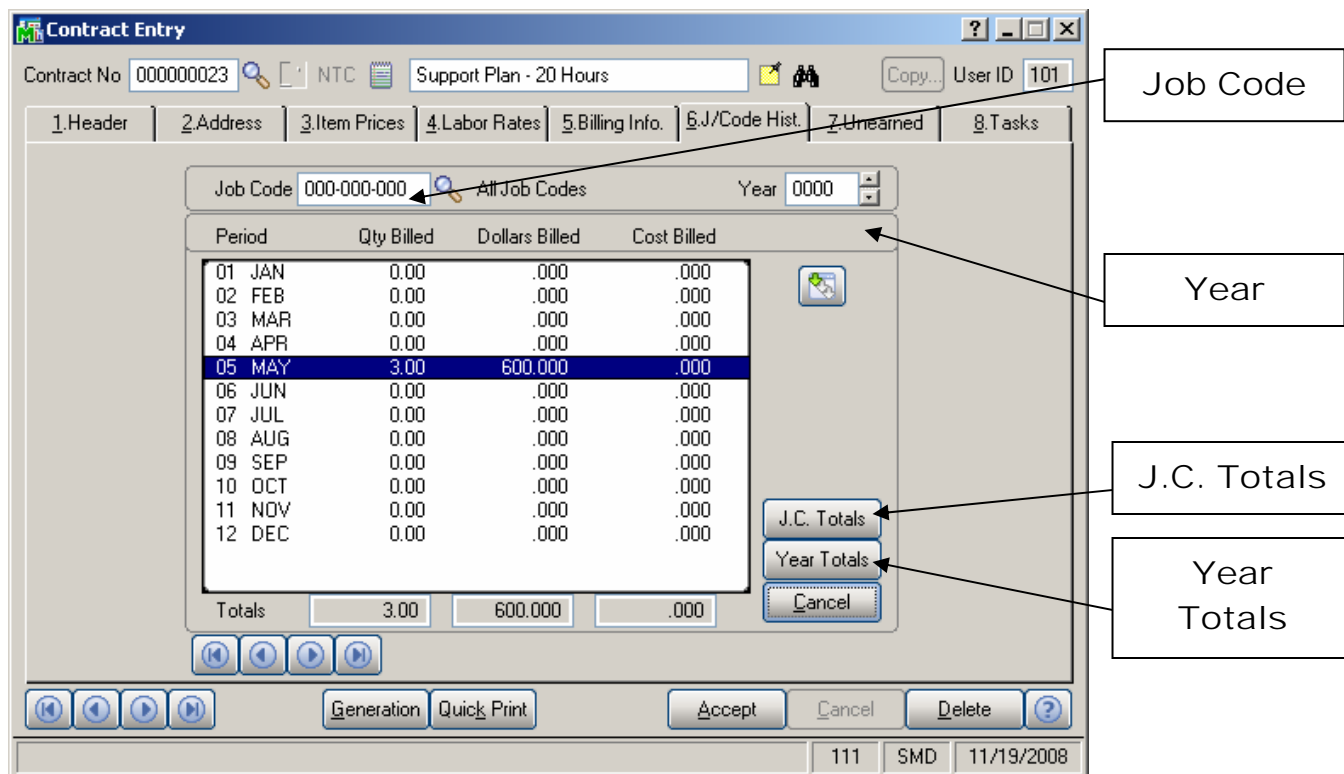 Contract Entry
Contract No 000000023 NTC Support Plan - 20 Hours Copy... User ID 101
1.Header 2.Address 3.Item Prices 4.Labor Rates 5.Billing Info. 6.J/Code Hist. 7.Unearned 8.Tasks
Job Code 000-000-000 All Job Codes Year 0000
Period Qty Billed Dollars Billed Cost Billed
01 JAN 0.00 .000 .000
02 FEB 0.00 .000 .000
03 MAR 0.00 .000 .000
04 APR 0.00 .000 .000
05 MAY 3.00 600.000 .000
06 JUN 0.00 .000 .000
07 JUL 0.00 .000 .000
08 AUG 0.00 .000 .000
09 SEP 0.00 .000 .000
10 OCT 0.00 .000 .000
11 NOV 0.00 .000 .000
12 DEC 0.00 .000 .000
J.C. Totals
Year Totals
Cancel
Totals 3.00 600.000 .000
Generation Quick Print Accept Cancel Delete
111 SMD 11/19/2008
Job Code
Year
J.C. Totals
Year
Totals